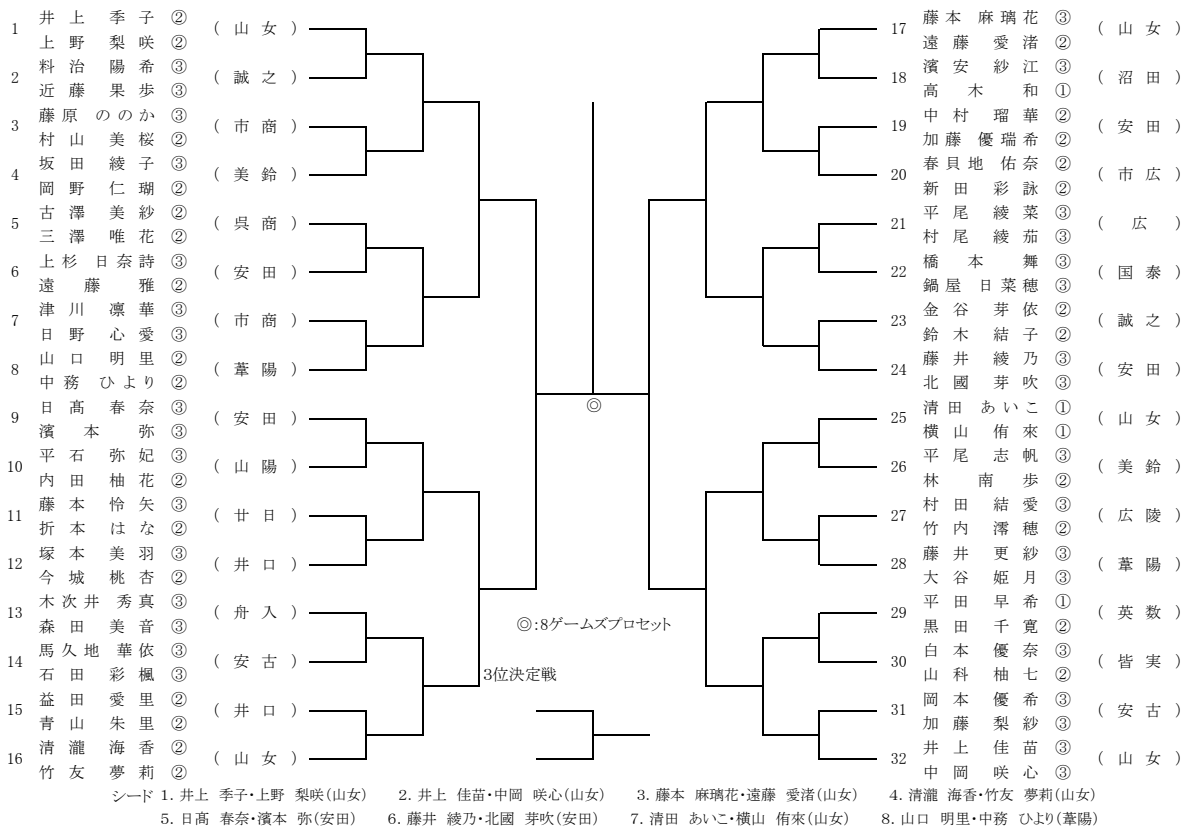 1 井上 季子 ② (山女)
上野 梨咲 ②
2 料治 陽希 ③ (誠之)
近藤 果歩 ③
3 藤原 ののか ③ (市商)
村山 美桜 ②
4 坂田 綾子 ③ (美鈴)
岡野 仁瑚 ②
5 古澤 美紗 ② (呉商)
三澤 唯花 ②
6 上杉 日奈詩 ③ (安田)
遠藤 雅 ②
7 津川 凛華 ③ (市商)
日野 心愛 ③
8 山口 明里 ② (葦陽)
中務 ひより ②
9 日髙 春奈 ③ (安田)
濱本 弥 ③
10 平石 弥妃 ③ (山陽)
内田 柚花 ②
11 藤本 怜矢 ③ (廿日)
折本 はな ②
12 塚本 美羽 ③ (井口)
今城 桃杏 ②
13 木次井 秀真 ③ (舟入)
森田 美音 ③
14 馬久地 華依 ③ (安古)
石田 彩楓 ③
15 益田 愛里 ② (井口)
青山 朱里 ②
16 清瀧 海香 ② (山女)
竹友 夢莉 ②
◎
◎:8ゲームズプロセット
3位決定戦
藤本 麻璃花 ③ 17 (山女)
遠藤 愛渚 ②
濱安 紗江 ③ 18 (沼田)
高木 和 ①
中村 瑠華 ② 19 (安田)
加藤 優瑞希 ②
春貝地 佑奈 ② 20 (市広)
新田 彩詠 ②
平尾 綾菜 ③ 21 (広)
村尾 綾茄 ③
橋本 舞 ③ 22 (国泰)
鍋屋 日菜穂 ③
金谷 芽依 ② 23 (誠之)
鈴木 結子 ②
藤井 綾乃 ③ 24 (安田)
北國 芽吹 ③
清田 あいこ ① 25 (山女)
横山 侑來 ①
平尾 志帆 ③ 26 (美鈴)
林 南歩 ②
村田 結愛 ③ 27 (広陵)
竹内 澪穂 ②
藤井 更紗 ③ 28 (葦陽)
大谷 姫月 ③
平田 早希 ① 29 (英数)
黒田 千寛 ②
白本 優奈 ③ 30 (皆実)
山科 柚七 ②
岡本 優希 ③ 31 (安古)
加藤 梨紗 ③
井上 佳苗 ③ 32 (山女)
中岡 咲心 ③
シード 1. 井上 季子・上野 梨咲(山女) 2. 井上 佳苗・中岡 咲心(山女) 3. 藤本 麻璃花・遠藤 愛渚(山女) 4. 清瀧 海香・竹友 夢莉(山女)
5. 日髙 春奈・濱本 弥(安田) 6. 藤井 綾乃・北國 芽吹(安田) 7. 清田 あいこ・横山 侑來(山女) 8. 山口 明里・中務 ひより(葦陽)